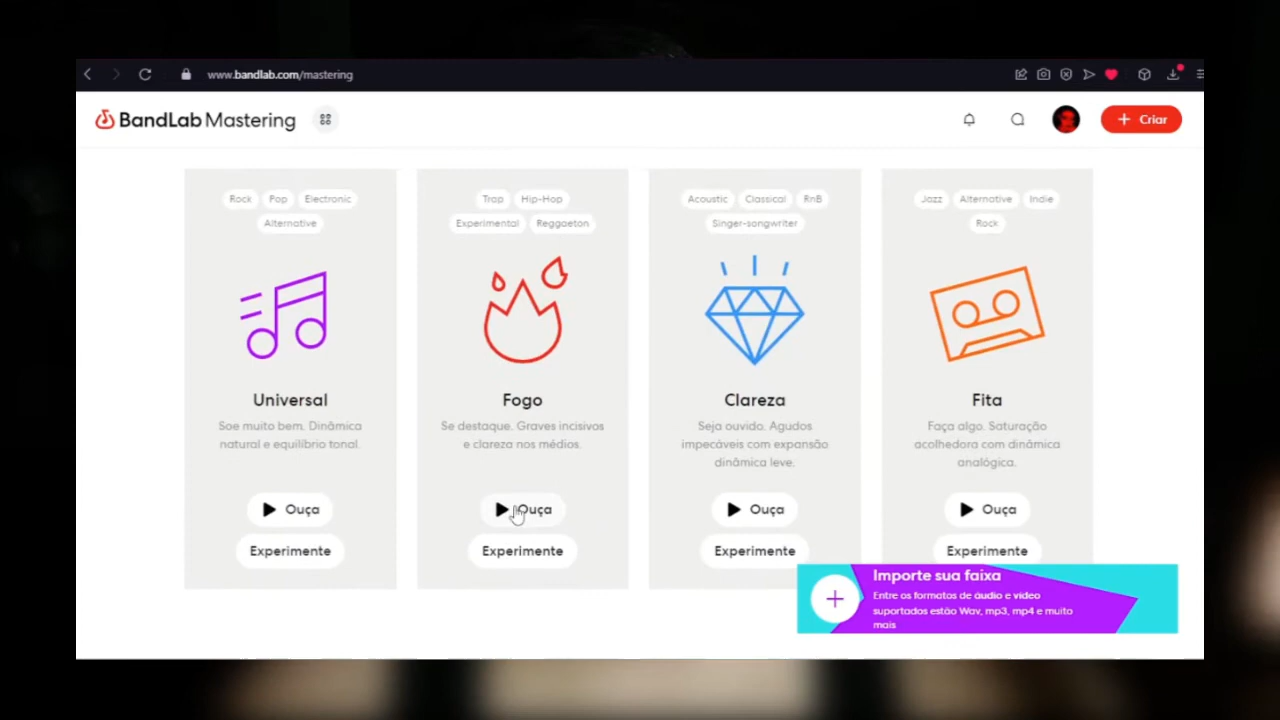 www.bandlab.com/mastering
BandLab Mastering
Criar
Rock Pop Electronic
Alternative
Universal
Soe muito bem. Dinâmica
natural e equilíbrio tonal.
Ouça
Experimente
Trap Hip-Hop
Experimental Reggaeton
Fogo
Se destaque. Graves incisivos
e clareza nos médios.
Ouça
Experimente
Acoustic Classical RnB
Singer-songwriter
Clareza
Seja ouvido. Agudos
impecáveis com expansão
dinâmica leve.
Ouça
Experimente
Jazz Alternative Indie
Rock
Fita
Faça algo. Saturação
acolhedora com dinâmica
analógica.
Ouça
Experimente
Importe sua faixa
Entre os formatos de áudio e vídeo
suportados estão Wav, mp3, mp4 e muito
mais